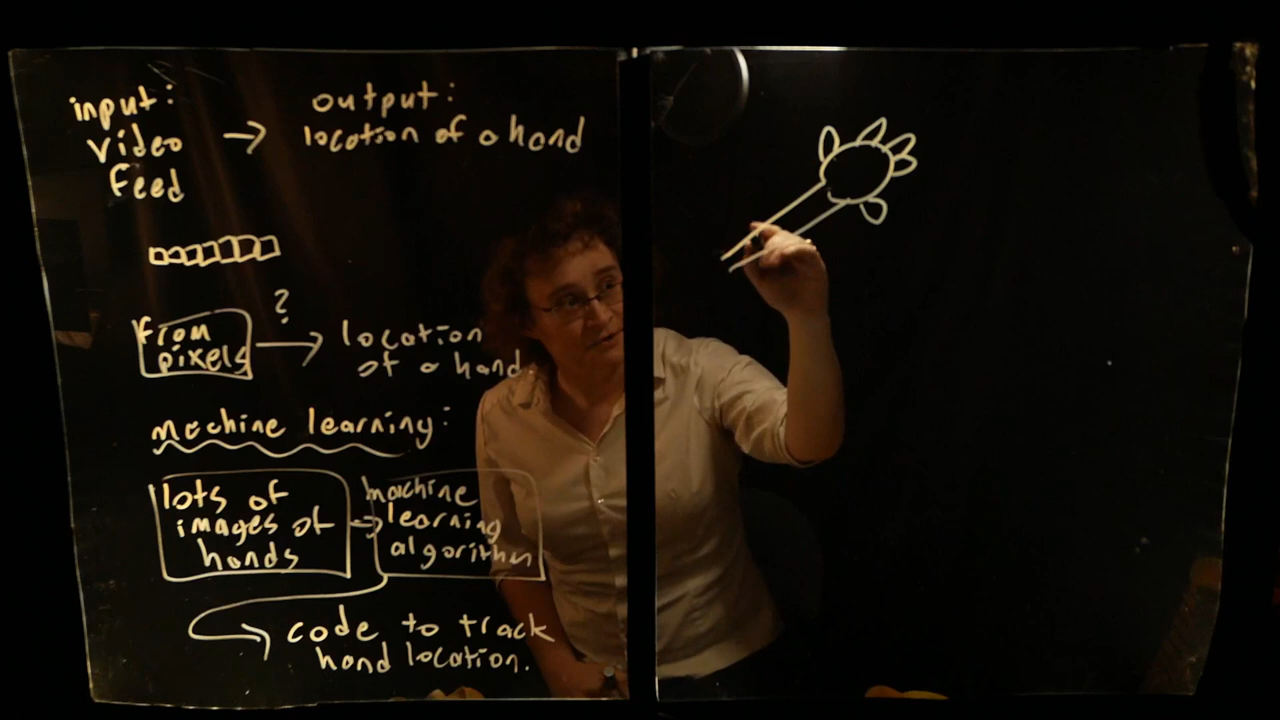 input:
video
feed
→
output:
location of a hand
from
pixels
?
→
location
of a hand.
machine learning:
lots of
images of
hands
⇒
machine
learning
algorithm
code to track
hand location.